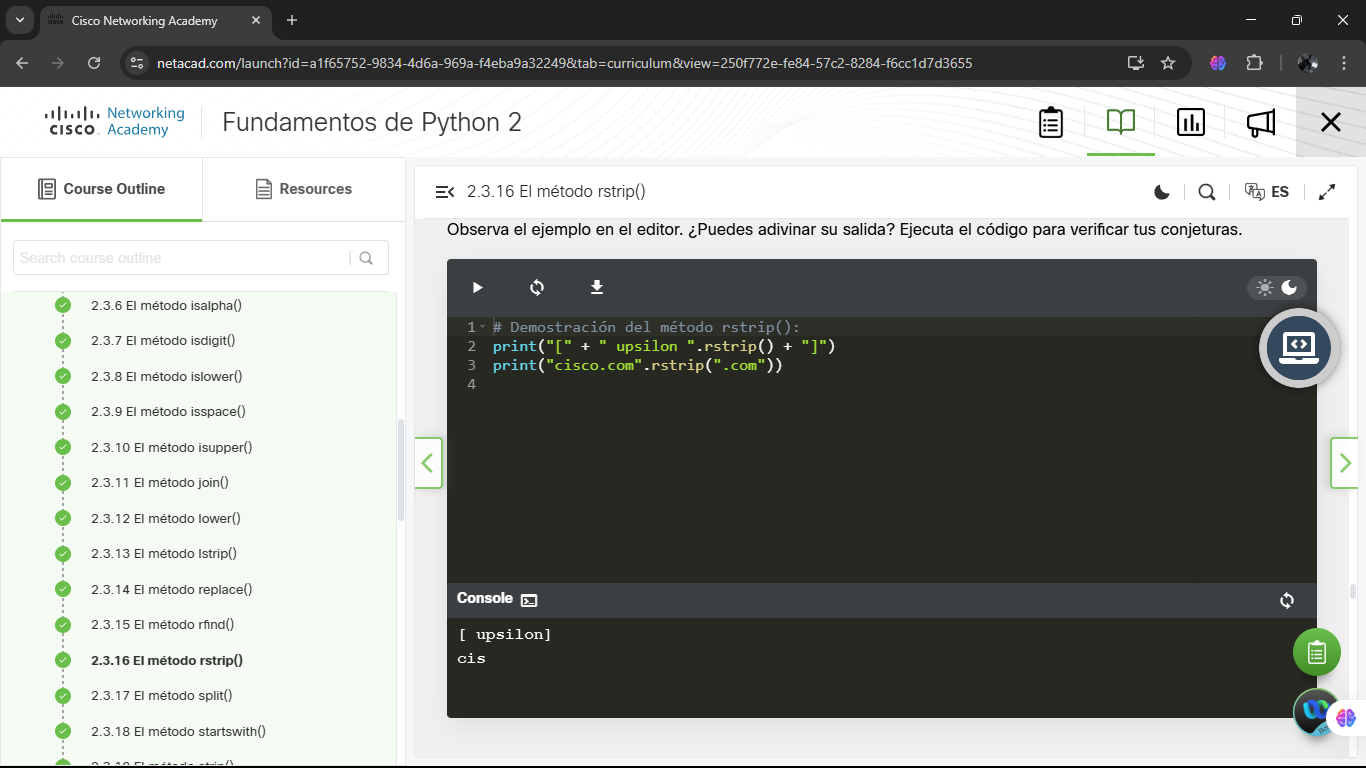 Cisco Networking Academy
netacad.com/launch?id=a1f65752-9834-4d6a-969a-f4eba9a32249&tab=curriculum&view=250f772e-fe84-57c2-8284-f6cc1d7d3655
cisco Networking Academy
Fundamentos de Python 2
Course Outline
Resources
Search course outline
2.3.6 El método isalpha()
2.3.7 El método isdigit()
2.3.8 El método islower()
2.3.9 El método isspace()
2.3.10 El método isupper()
2.3.11 El método join()
2.3.12 El método lower()
2.3.13 El método lstrip()
2.3.14 El método replace()
2.3.15 El método rfind()
2.3.16 El método rstrip()
2.3.17 El método split()
2.3.18 El método startswith()
2.3.16 El método rstrip()
ES
Observa el ejemplo en el editor. ¿Puedes adivinar su salida? Ejecuta el código para verificar tus conjeturas.
1 # Demostración del método rstrip():
2 print("[" + " upsilon ".rstrip() + "]")
3 print("cisco.com".rstrip(".com"))
4
Console
[ upsilon]
cis